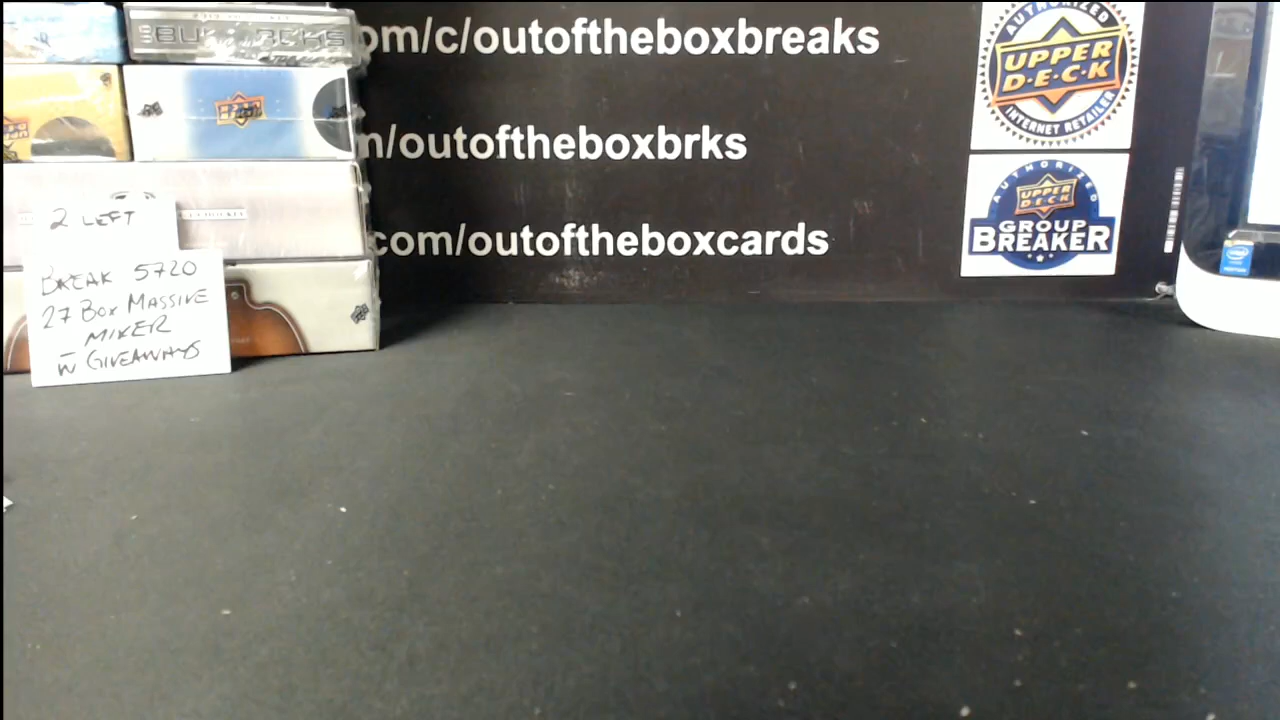 om/c/outoftheboxbreaks
n/outoftheboxbrks
com/outoftheboxcards
AUTHORIZED
UPPER
D·E·C·K
INTERNET RETAILER
AUTHORIZED
UPPER
DECK
GROUP
BREAKER
2 LEFT
BREAK 5720
27 BOX MASSIVE
MIXER
W GIVEAWAYS
intel